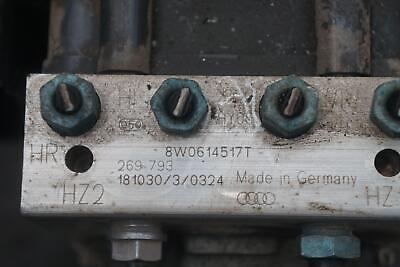 8W0614517T
HR
269 793
181030/3/0324 Made in Germany
HZ2
HZ